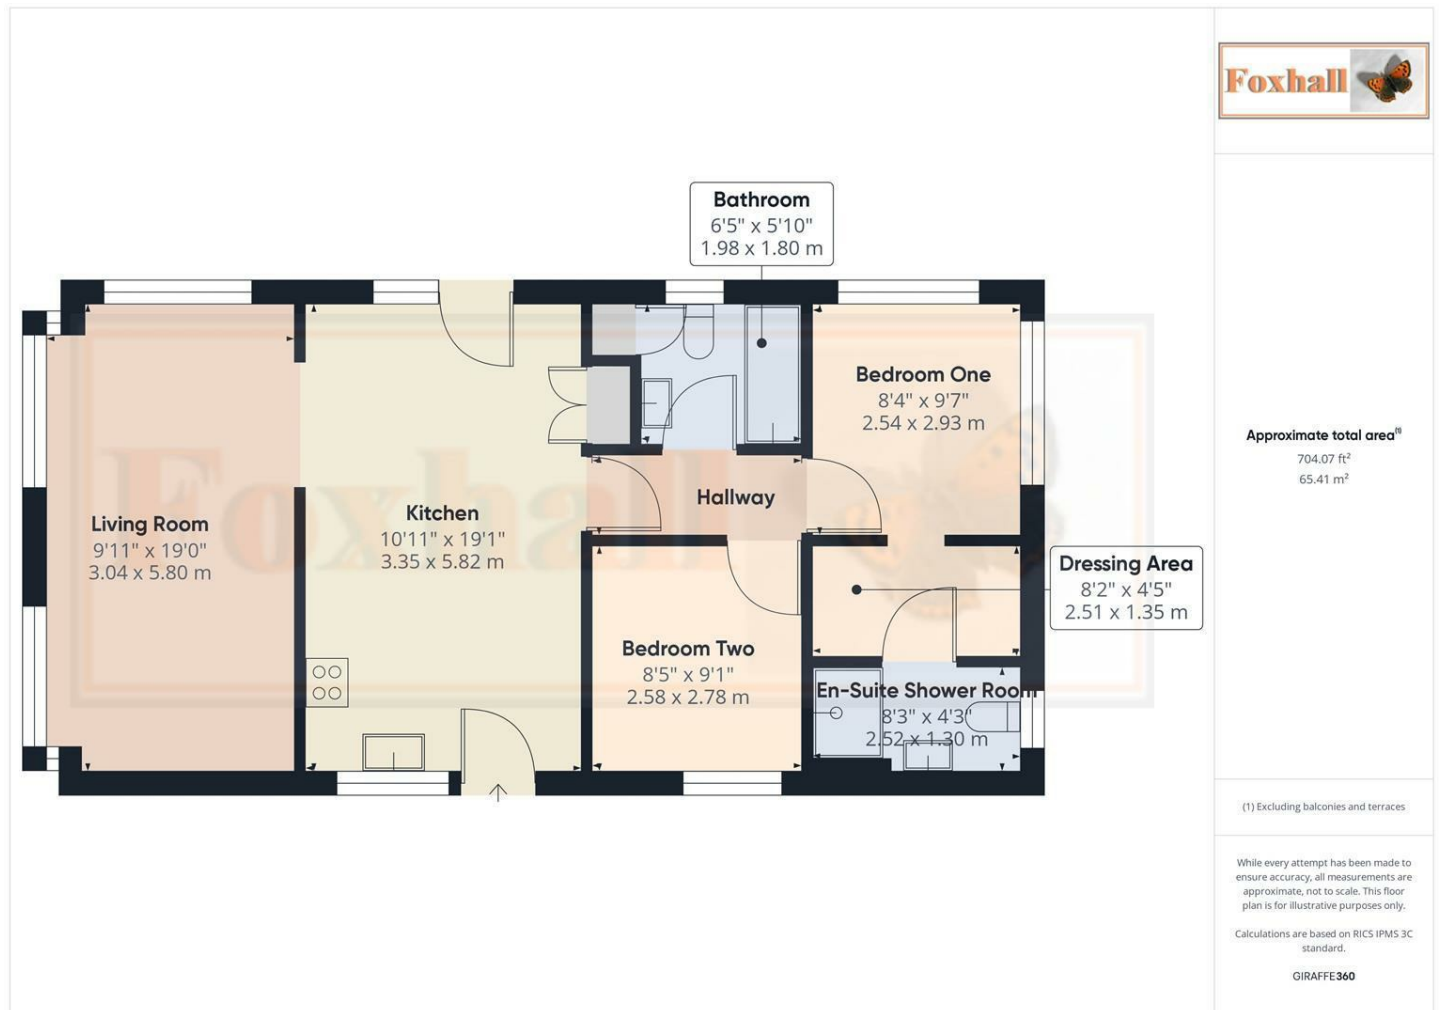 Foxhall
Bathroom
6'5" x 5'10"
1.98 x 1.80 m
Bedroom One
8'4" x 9'7"
2.54 x 2.93 m
Hallway
Living Room
9'11" x 19'0"
3.04 x 5.80 m
Kitchen
10'11" x 19'1"
3.35 x 5.82 m
Dressing Area
8'2" x 4'5"
2.51 x 1.35 m
Bedroom Two
8'5" x 9'1"
2.58 x 2.78 m
En-Suite Shower Room
8'3" x 4'3"
2.52 x 1.30 m
Foxhall
Approximate total area(1)
704.07 ft²
65.41 m²
(1) Excluding balconies and terraces
While every attempt has been made to
ensure accuracy, all measurements are
approximate, not to scale. This floor
plan is for illustrative purposes only.
Calculations are based on RICS IPMS 3C
standard.
GIRAFFE360